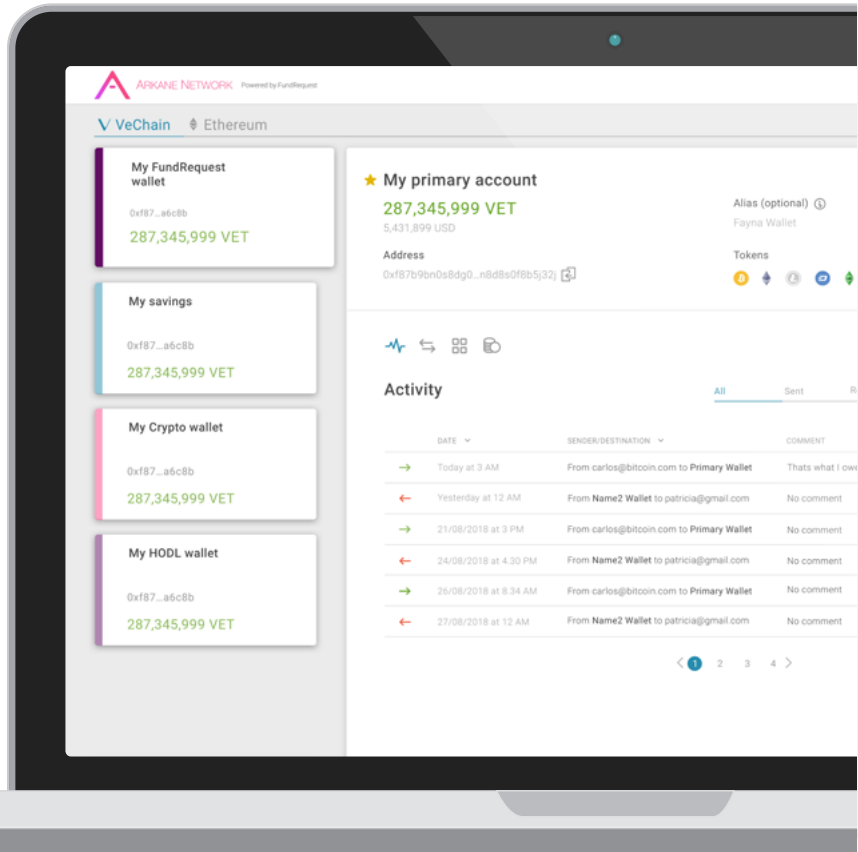 ARKANE NETWORK Powered by FundRequest
VeChain Ethereum
My FundRequest
wallet
0xf87...a6c8b
287,345,999 VET
My savings
0xf87...a6c8b
287,345,999 VET
My Crypto wallet
0xf87...a6c8b
287,345,999 VET
My HODL wallet
0xf87...a6c8b
287,345,999 VET
My primary account
287,345,999 VET
5,431,899 USD
Address
0xf87b9bn0s8dg0...n8d8s0f8b5j32j
Alias (optional)
Fayna Wallet
Tokens
Activity
All Sent R
DATE SENDER/DESTINATION COMMENT
Today at 3 AM From carlos@bitcoin.com to Primary Wallet Thats what I owe
Yesterday at 12 AM From Name2 Wallet to patricia@gmail.com No comment
21/08/2018 at 3 PM From carlos@bitcoin.com to Primary Wallet No comment
24/08/2018 at 4.30 PM From Name2 Wallet to patricia@gmail.com No comment
26/08/2018 at 8.34 AM From carlos@bitcoin.com to Primary Wallet No comment
27/08/2018 at 12 AM From Name2 Wallet to patricia@gmail.com No comment
1 2 3 4